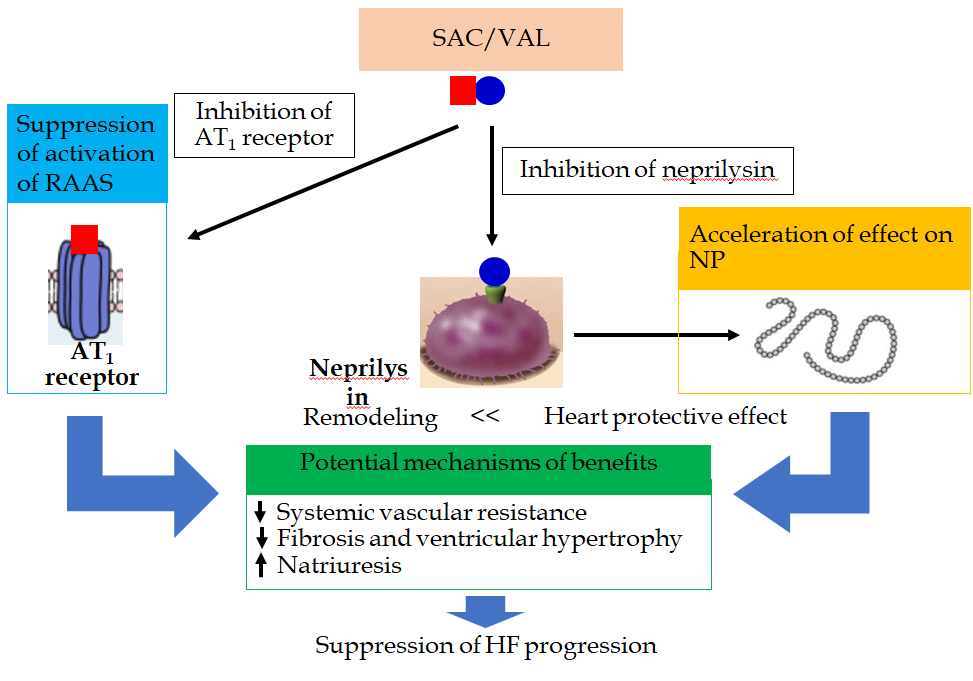 SAC/VAL
Inhibition of
AT₁ receptor
Suppression
of activation
of RAAS
Inhibition of neprilysin
Acceleration of effect on
NP
AT₁
receptor
Neprilys
in
Remodeling << Heart protective effect
Potential mechanisms of benefits
↓ Systemic vascular resistance
↓ Fibrosis and ventricular hypertrophy
↑ Natriuresis
Suppression of HF progression